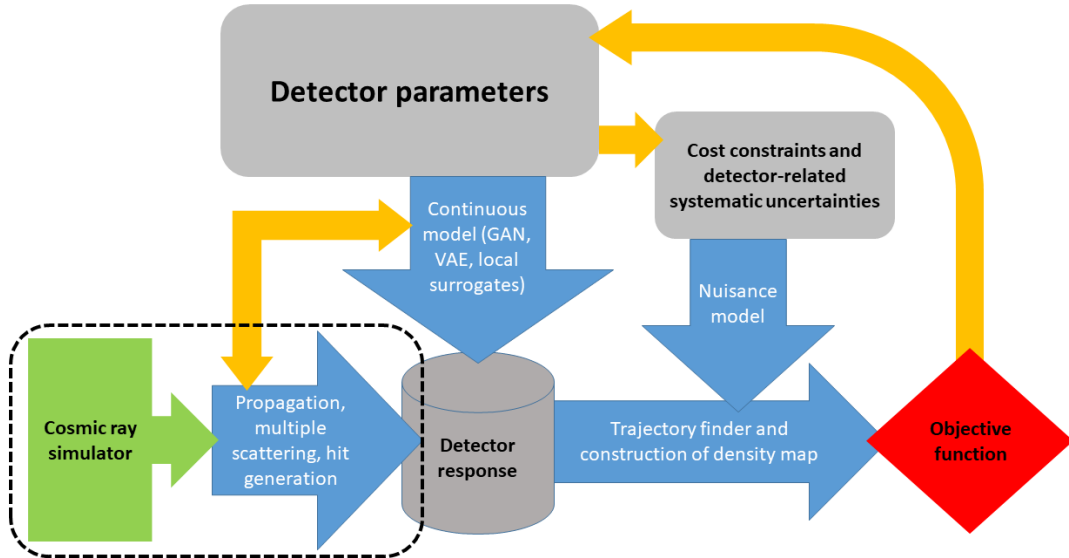 Detector parameters
Cost constraints and
detector-related
systematic uncertainties
Continuous
model (GAN,
VAE, local
surrogates)
Nuisance
model
Cosmic ray
simulator
Propagation,
multiple
scattering, hit
generation
Detector
response
Trajectory finder and
construction of density map
Objective
function